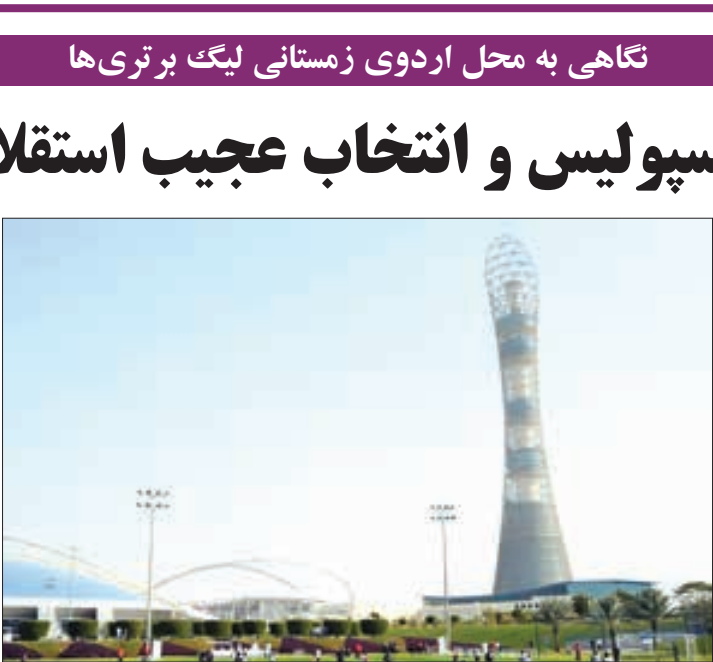 نگاهی به محل اردوی زمستانی لیگ برتری‌ها
سپولیس و انتخاب عجیب استقلا